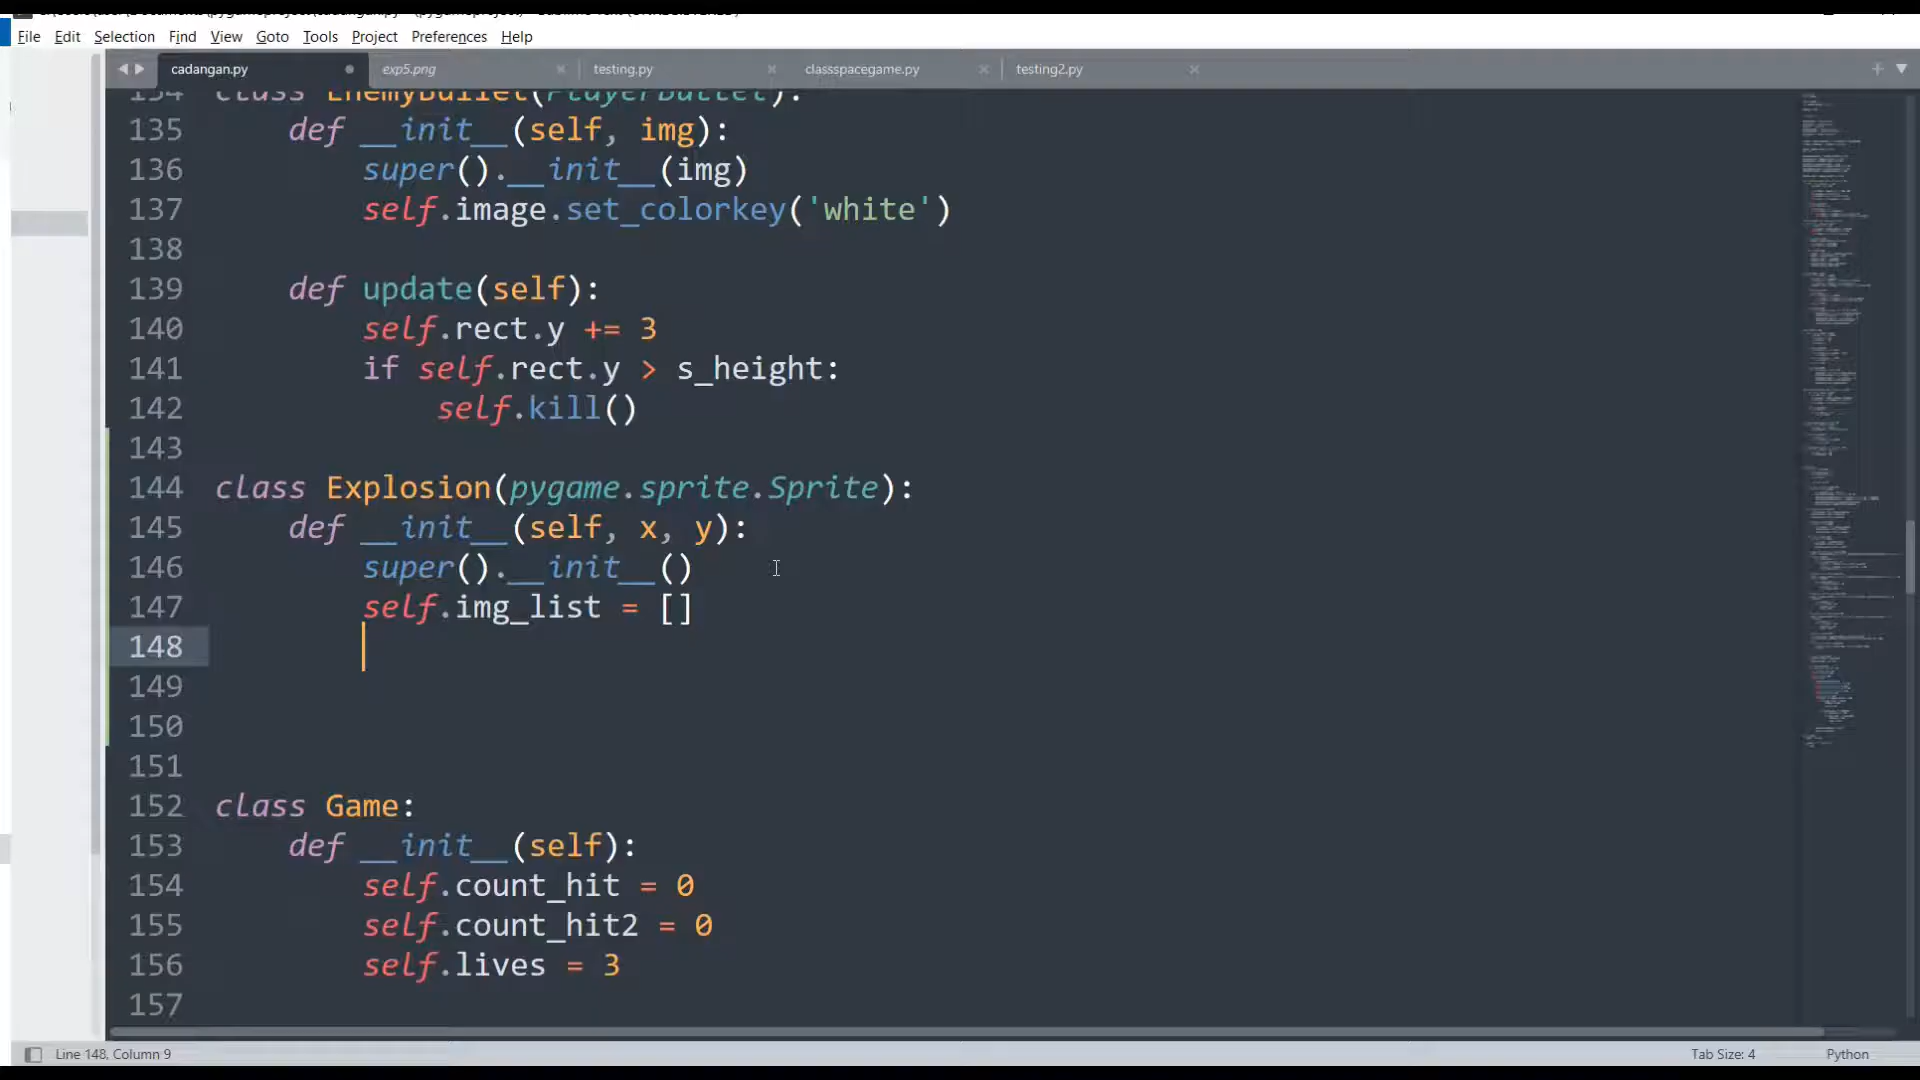 File Edit Selection Find View Goto Tools Project Preferences Help
cadangan.py exp5.png testing.py classspacegame.py testing2.py
134 class EnemyBullet(PlayerBullet):
135 def __init__(self, img):
136 super().__init__(img)
137 self.image.set_colorkey('white')
138
139 def update(self):
140 self.rect.y += 3
141 if self.rect.y > s_height:
142 self.kill()
143
144 class Explosion(pygame.sprite.Sprite):
145 def __init__(self, x, y):
146 super().__init__()
147 self.img_list = []
148
149
150
151
152 class Game:
153 def __init__(self):
154 self.count_hit = 0
155 self.count_hit2 = 0
156 self.lives = 3
157
Line 148, Column 9 Tab Size: 4 Python